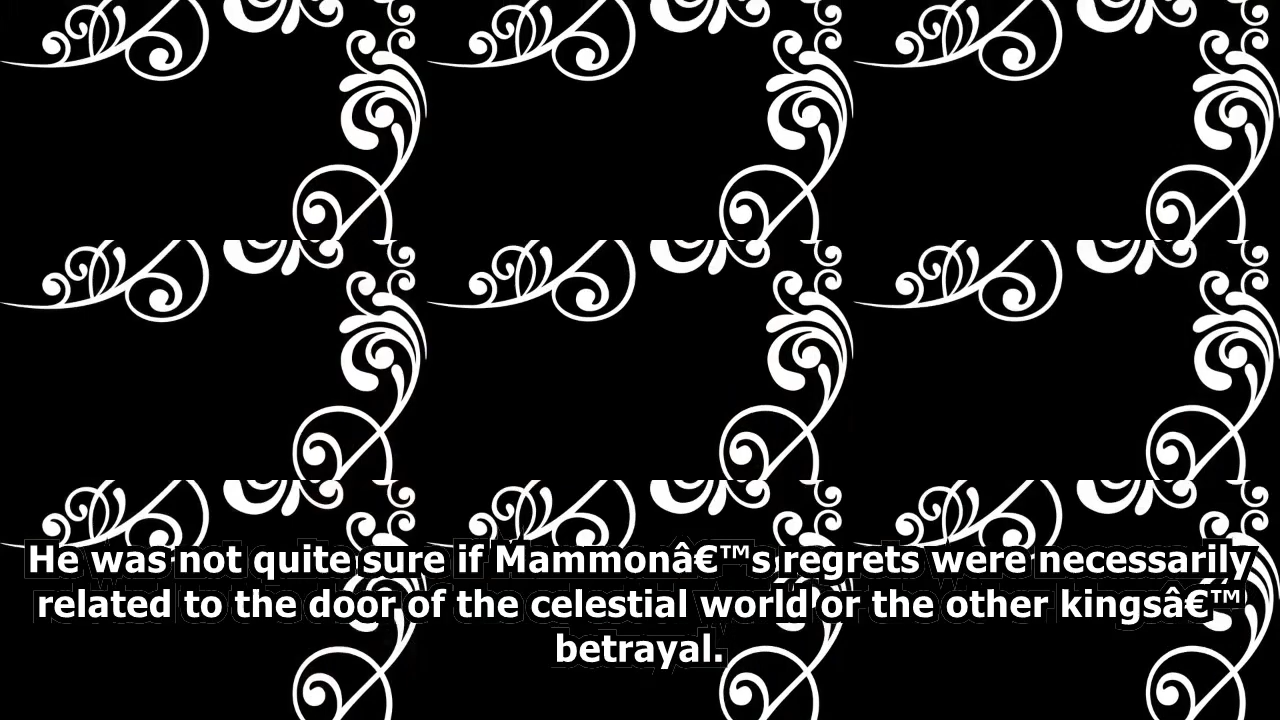 He was not quite sure if Mammonâ€™s regrets were necessarily
related to the door of the celestial world or the other kingsâ€™
betrayal.